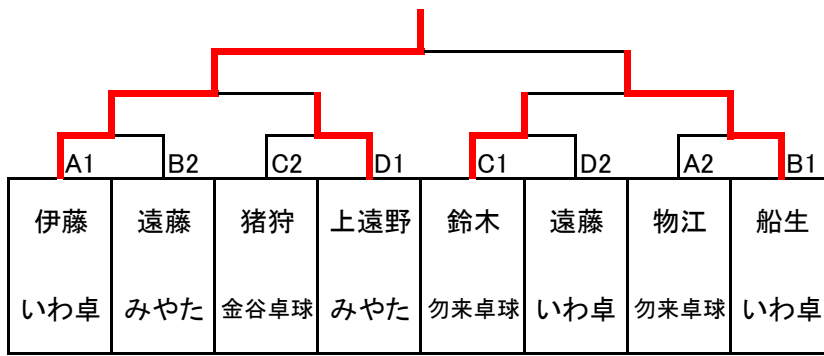 A1 B2 C2 D1 C1 D2 A2 B1
伊藤 遠藤 猪狩 上遠野 鈴木 遠藤 物江 船生
いわ卓 みやた 金谷卓球 みやた 勿来卓球 いわ卓 勿来卓球 いわ卓